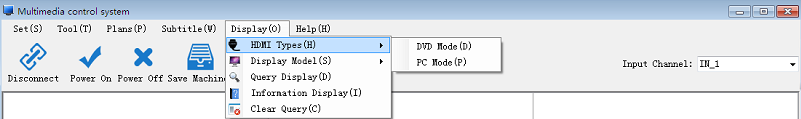 Multimedia control system
Set(S) Tool(T) Plans(P) Subtitle(W) Display(O) Help(H)
HDMI Types(H) DVD Mode(D)
Display Model(S) PC Mode(P)
Query Display(D)
Information Display(I)
Clear Query(C)
Disconnect Power On Power Off Save Machin
Input Channel: IN_1